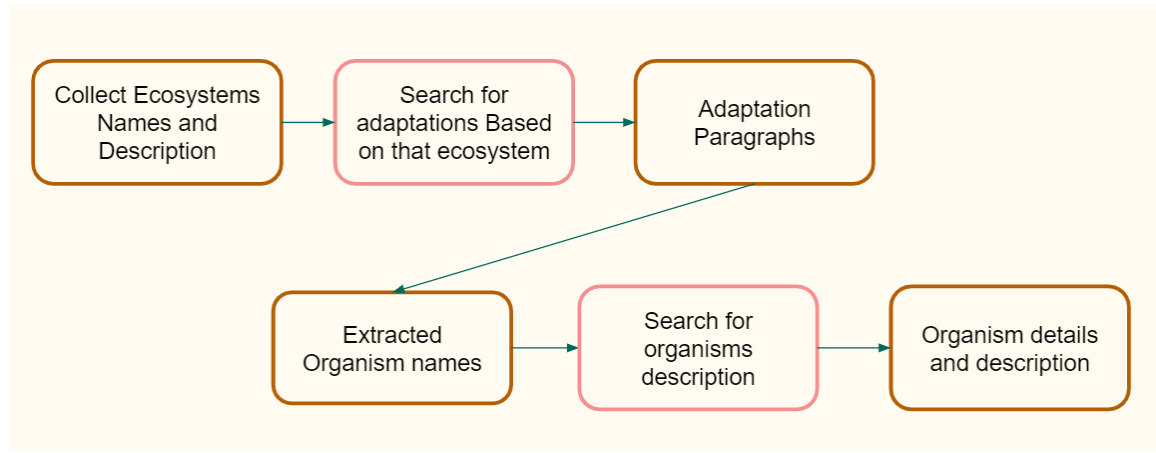 Collect Ecosystems
Names and
Description
Search for
adaptations Based
on that ecosystem
Adaptation
Paragraphs
Extracted
Organism names
Search for
organisms
description
Organism details
and description